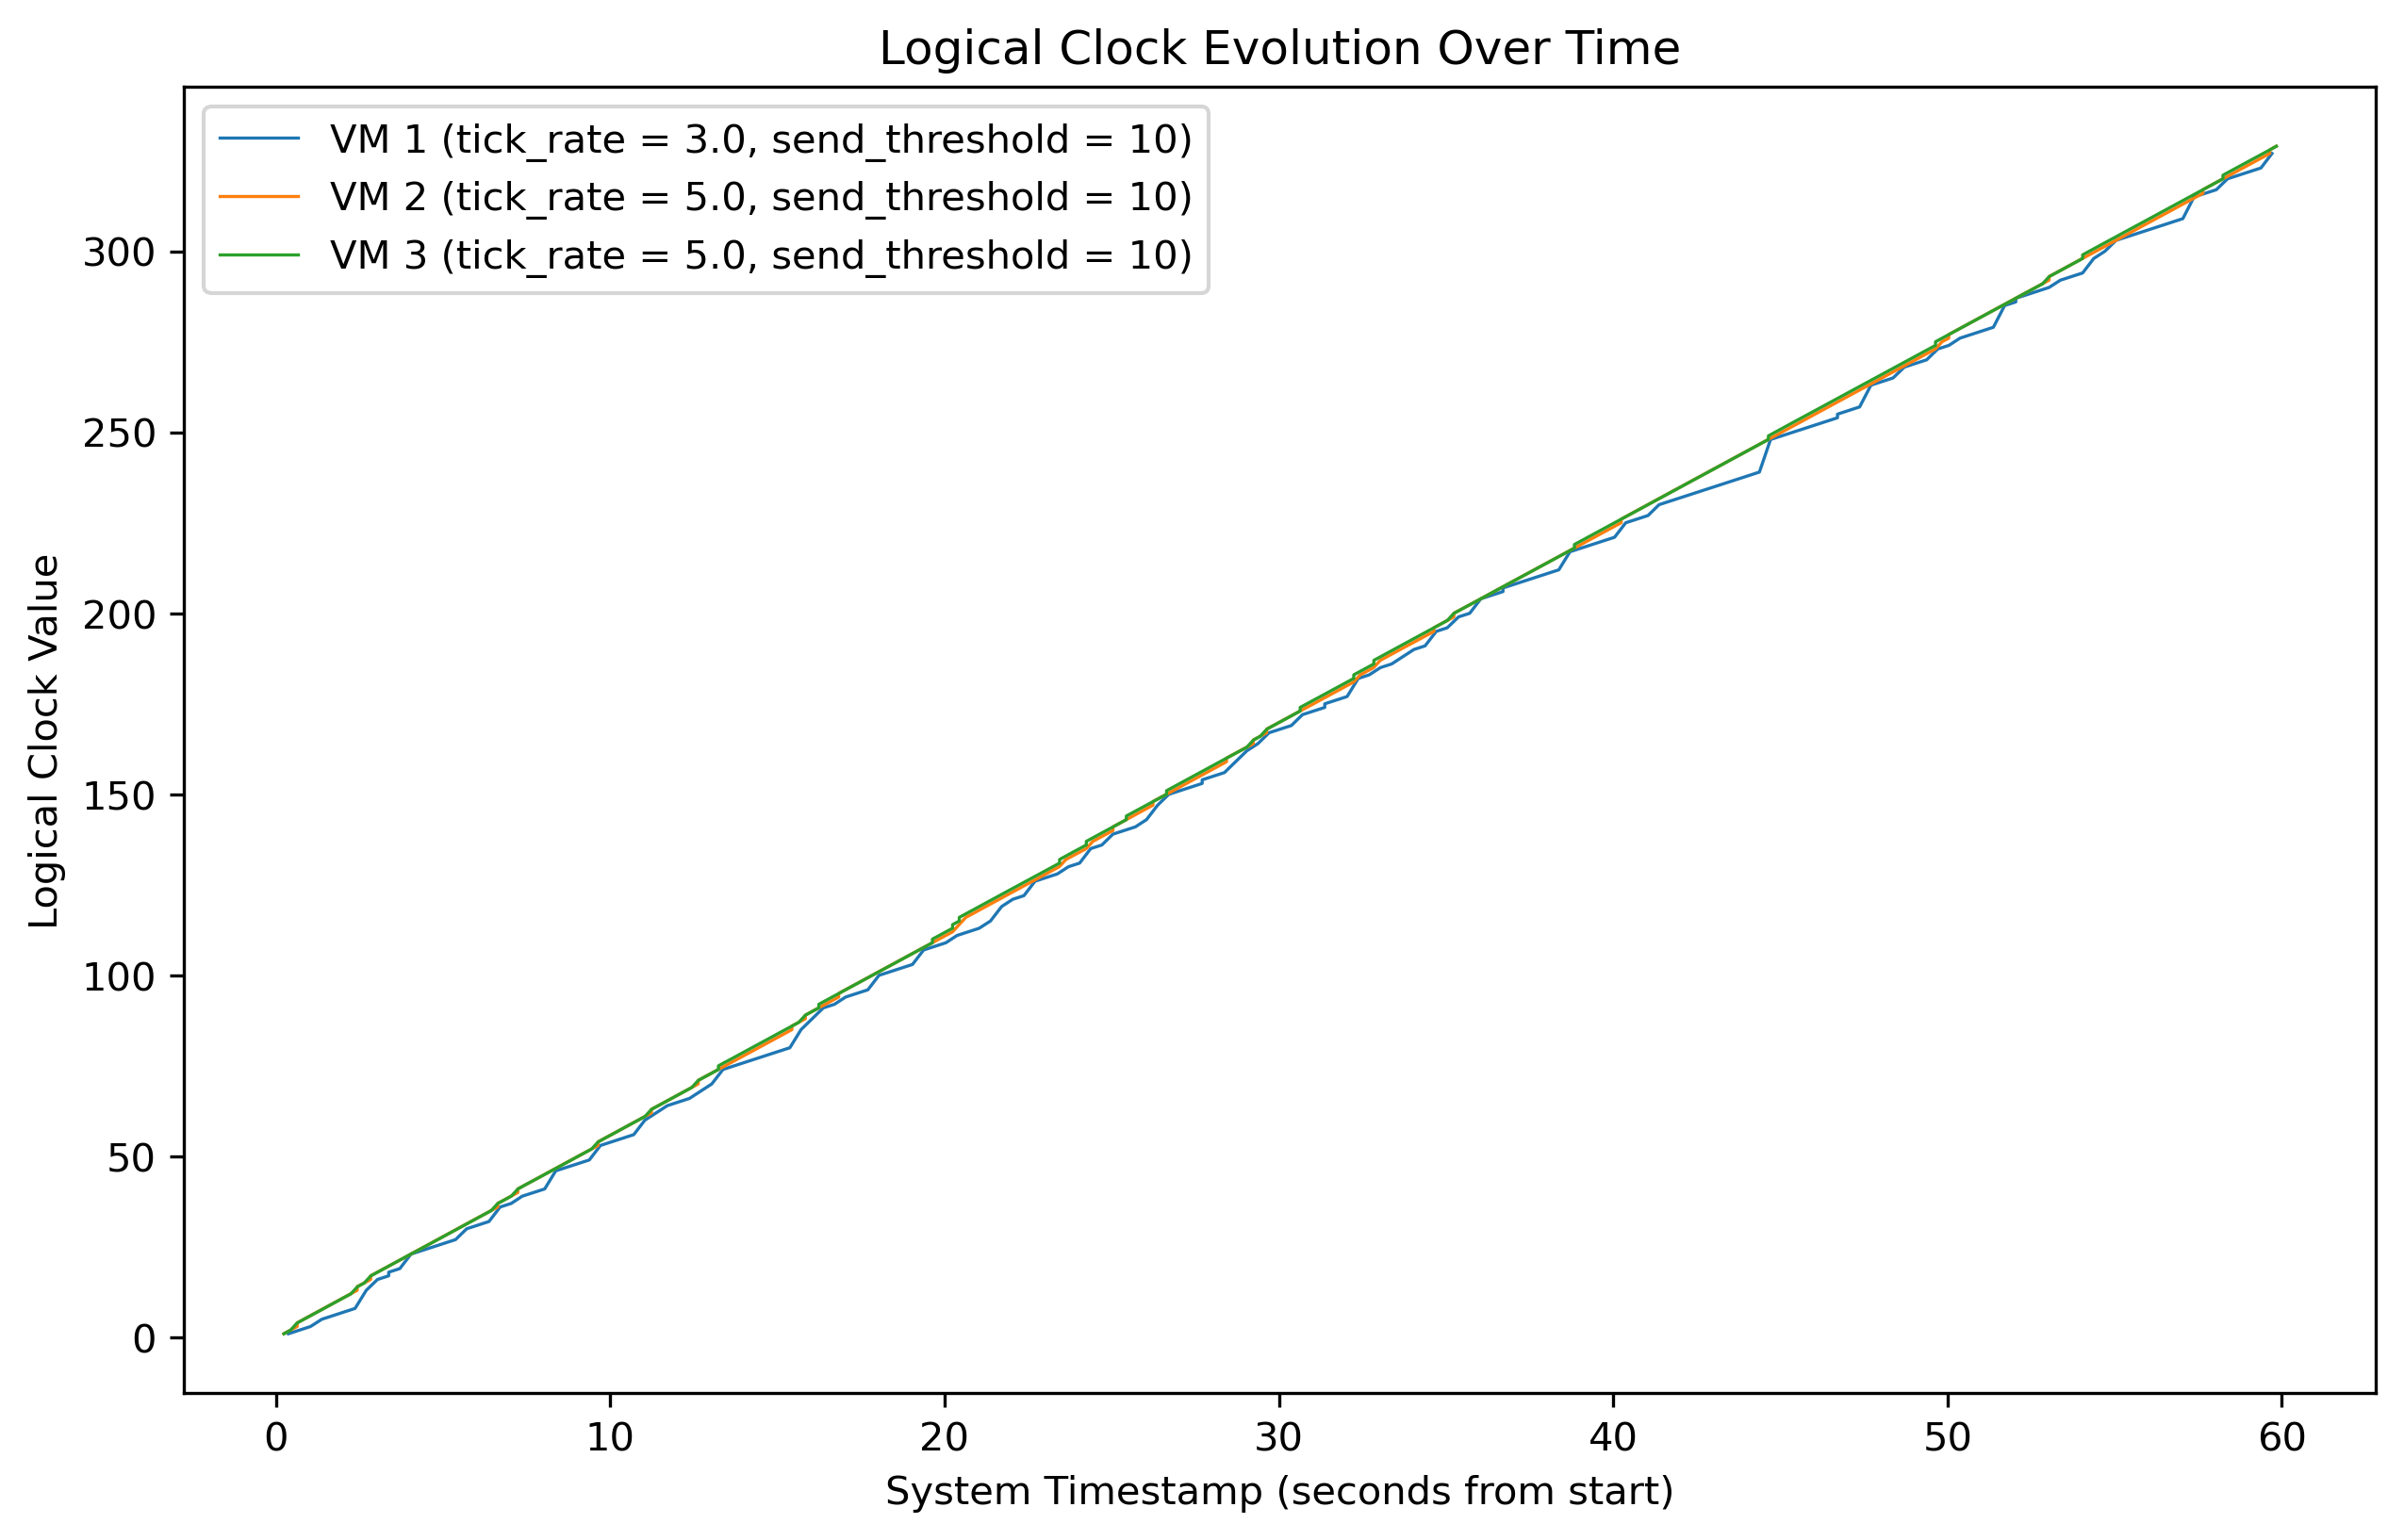 Logical Clock Evolution Over Time
VM 1 (tick_rate = 3.0, send_threshold = 10)
VM 2 (tick_rate = 5.0, send_threshold = 10)
VM 3 (tick_rate = 5.0, send_threshold = 10)
Logical Clock Value
300
250
200
150
100
50
0
0 10 20 30 40 50 60
System Timestamp (seconds from start)